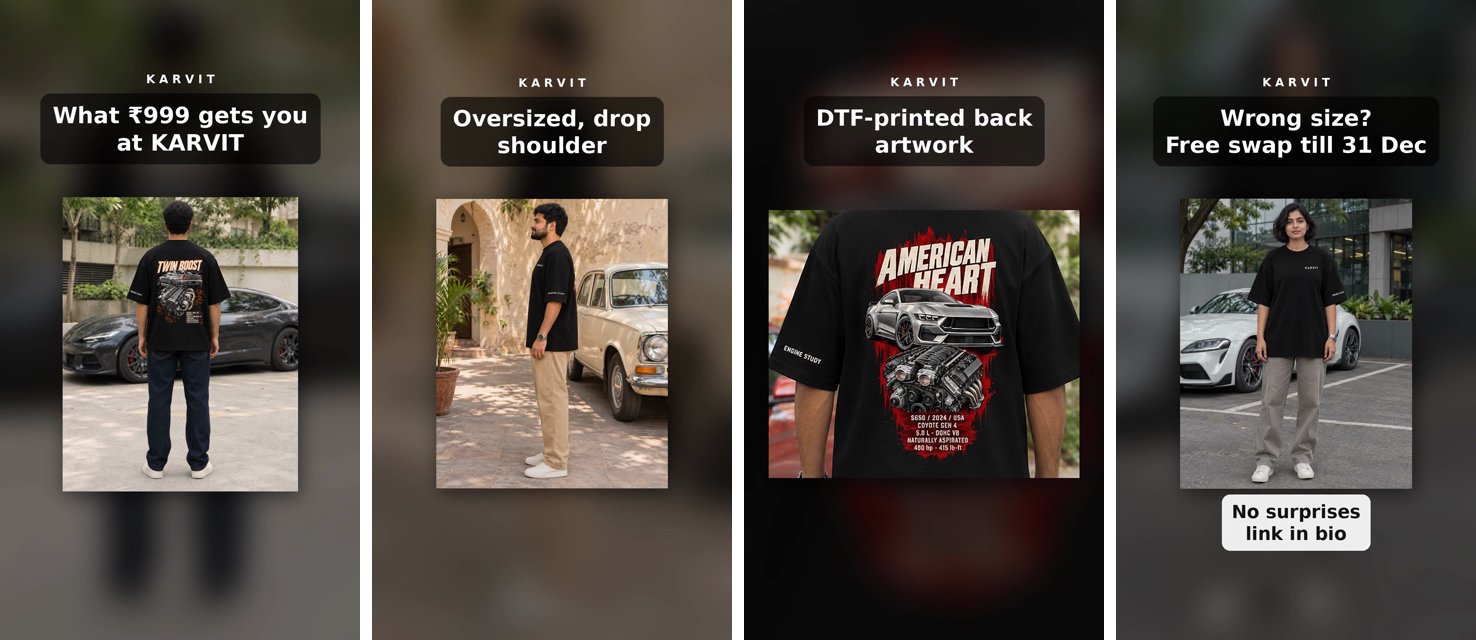 KARVIT
What ₹999 gets you
at KARVIT
TWIN BOOST
KARVIT
Oversized, drop
shoulder
KARVIT
DTF-printed back
artwork
AMERICAN
HEART
ENGINE STUDY
S650 / 2024 / USA
COYOTE GEN 4
5.0 L - DOHC V8
NATURALLY ASPIRATED
480 hp - 415 lb-ft
KARVIT
Wrong size?
Free swap till 31 Dec
KARVIT
No surprises
link in bio